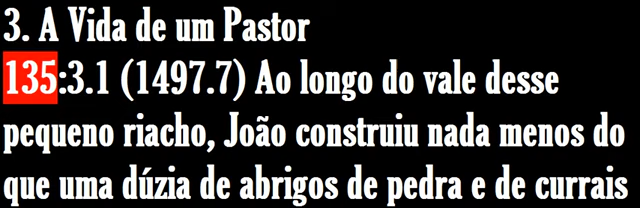 3. A Vida de um Pastor
135:3.1 (1497.7) Ao longo do vale desse
pequeno riacho, João construiu nada menos do
que uma dúzia de abrigos de pedra e de currais